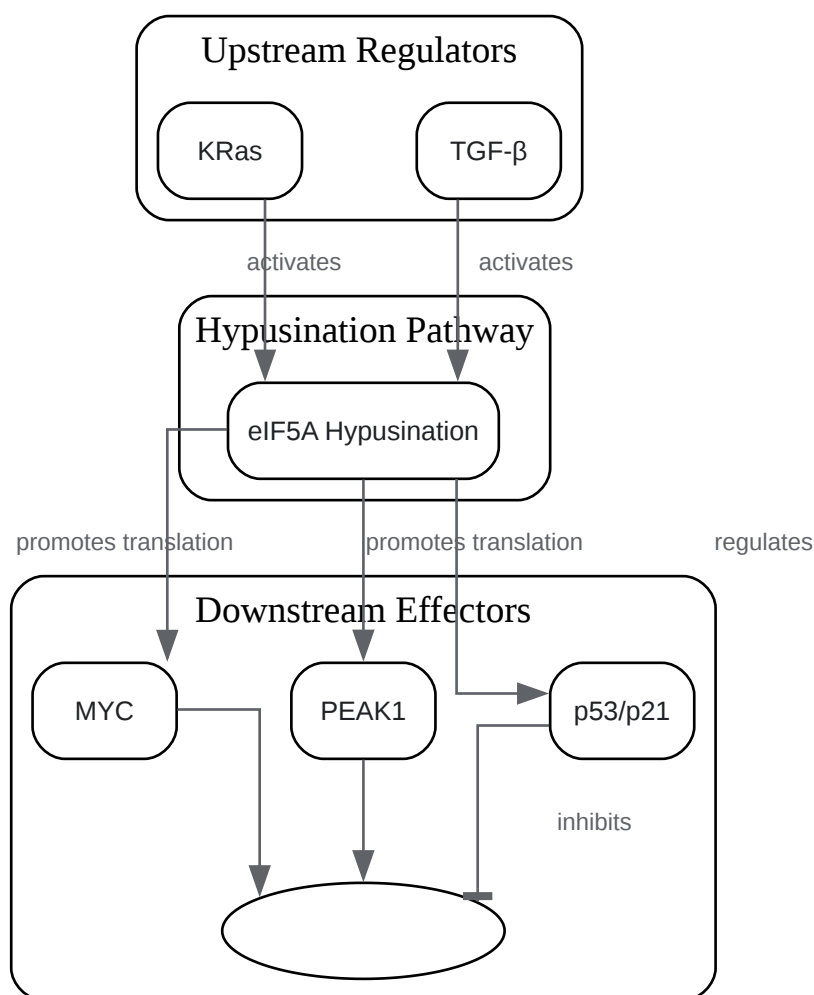 Upstream Regulators
KRas
TGF-β
activates
activates
Hypusination Pathway
eIF5A Hypusination
promotes translation
promotes translation
regulates
Downstream Effectors
MYC
PEAK1
p53/p21
inhibits